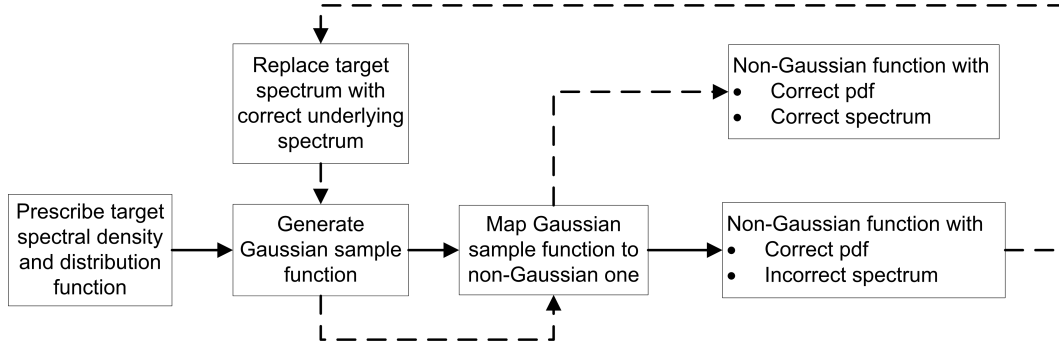 Replace target
spectrum with
correct underlying
spectrum
Non-Gaussian function with
• Correct pdf
• Correct spectrum
Prescribe target
spectral density
and distribution
function
Generate
Gaussian sample
function
Map Gaussian
sample function to
non-Gaussian one
Non-Gaussian function with
• Correct pdf
• Incorrect spectrum